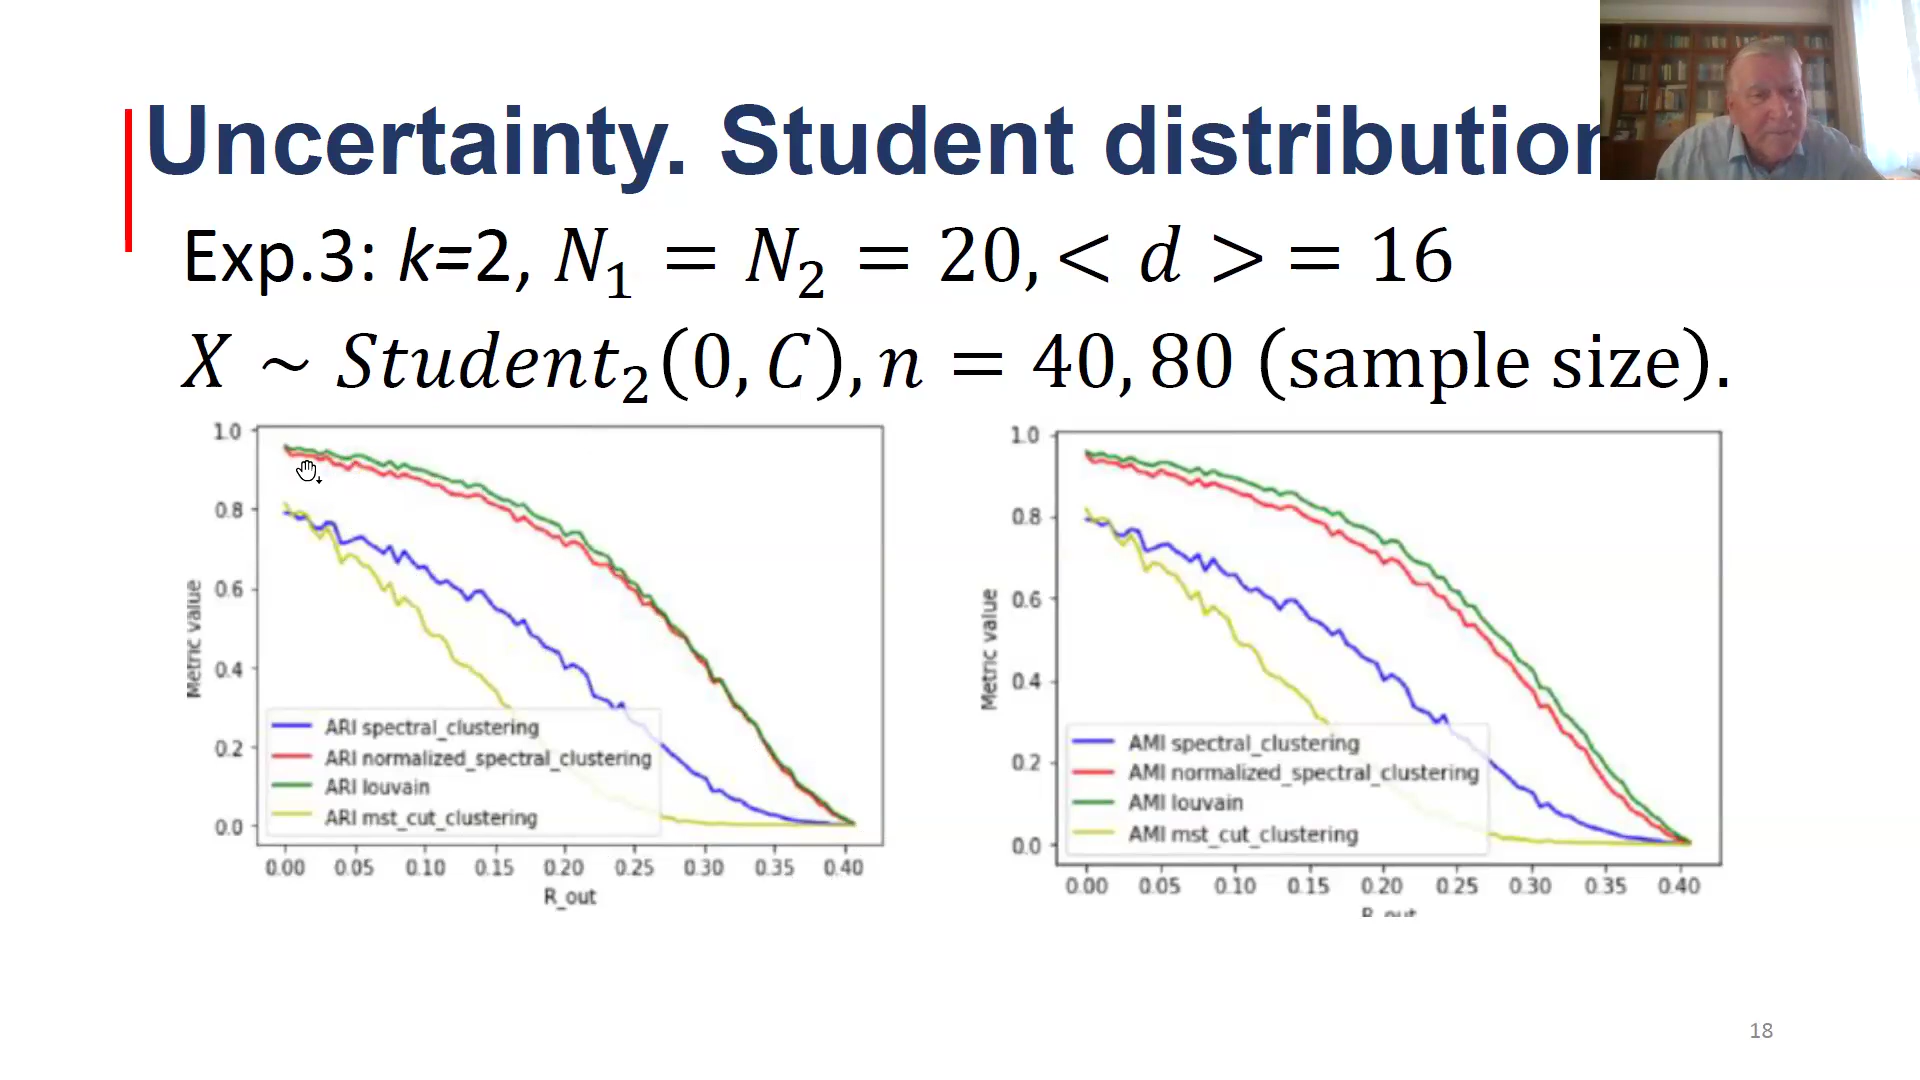 Uncertainty. Student distribution
Exp.3: k=2, N₁ = N₂ = 20, < d > = 16
X ~ Student₂(0, C), n = 40, 80 (sample size).
1.0
0.8
0.6
0.4
0.2
0.0
Metric value
ARI spectral_clustering
ARI normalized_spectral_clustering
ARI louvain
ARI mst_cut_clustering
0.00 0.05 0.10 0.15 0.20 0.25 0.30 0.35 0.40
R_out
1.0
0.8
0.6
0.4
0.2
0.0
Metric value
AMI spectral_clustering
AMI normalized_spectral_clustering
AMI louvain
AMI mst_cut_clustering
0.00 0.05 0.10 0.15 0.20 0.25 0.30 0.35 0.40
R_out
18